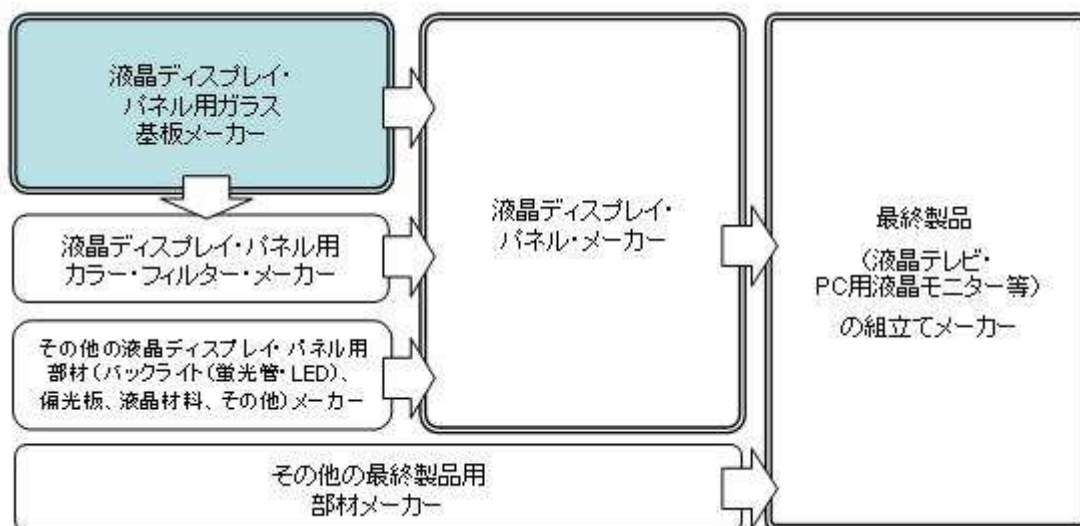 液晶ディスプレイ・
パネル用ガラス
基板メーカー
液晶ディスプレイ・パネル用
カラー・フィルター・メーカー
その他の液晶ディスプレイ・パネル用
部材(バックライト(蛍光管・LED)、
偏光板、液晶材料、その他)メーカー
その他の最終製品用
部材メーカー
液晶ディスプレイ・
パネル・メーカー
最終製品
(液晶テレビ・
PC用液晶モニター等)
の組立てメーカー